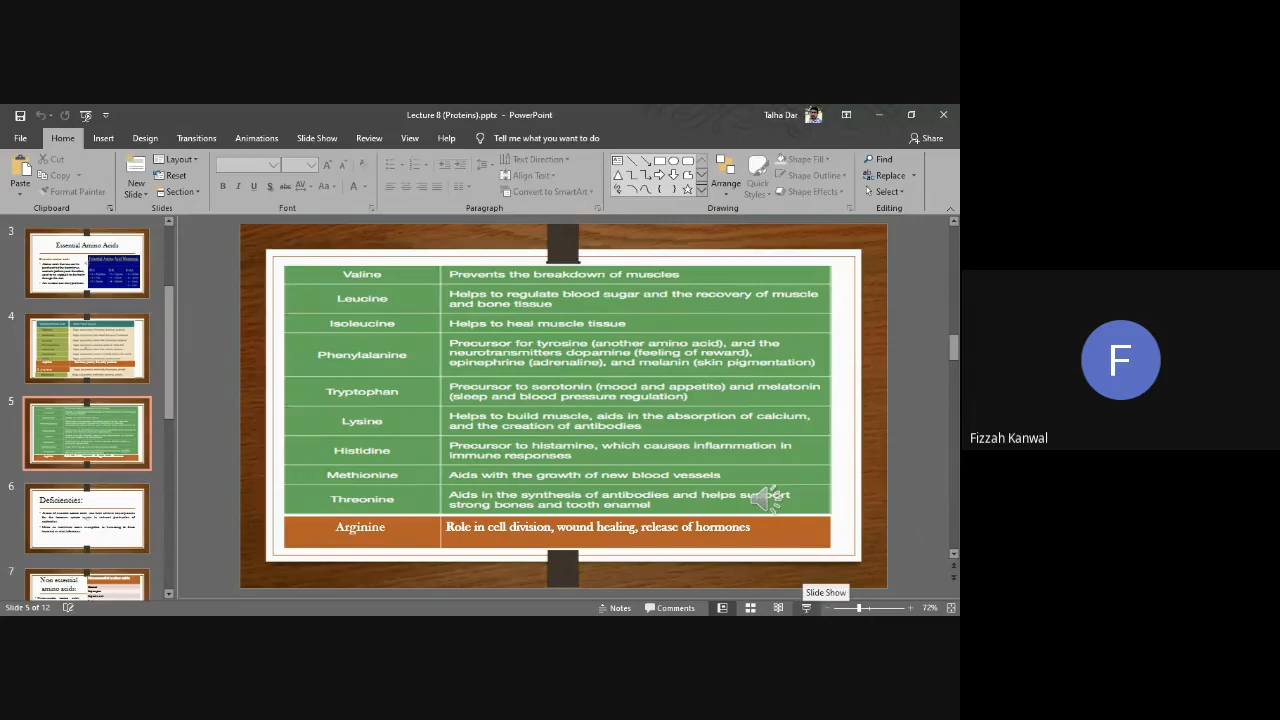 Lecture 8 (Proteins).pptx - PowerPoint
Talha Dar
File Home Insert Design Transitions Animations Slide Show Review View Help Tell me what you want to do
Share
Paste
Cut
Copy
Format Painter
Clipboard
New
Slide
Layout
Reset
Section
Slides
B I U S abc AV Aa A
Font
Text Direction
Align Text
Convert to SmartArt
Paragraph
Arrange
Quick
Styles
Shape Fill
Shape Outline
Shape Effects
Drawing
Find
Replace
Select
Editing
3
Essential Amino Acids
4
5
6
Deficiencies:
7
Non essential
amino acids:
Valine Prevents the breakdown of muscles
Leucine Helps to regulate blood sugar and the recovery of muscle
and bone tissue
Isoleucine Helps to heal muscle tissue
Phenylalanine Precursor for tyrosine (another amino acid), and the
neurotransmitters dopamine (feeling of reward),
epinephrine (adrenaline), and melanin (skin pigmentation)
Tryptophan Precursor to serotonin (mood and appetite) and melatonin
(sleep and blood pressure regulation)
Lysine Helps to build muscle, aids in the absorption of calcium,
and the creation of antibodies
Histidine Precursor to histamine, which causes inflammation in
immune responses
Methionine Aids with the growth of new blood vessels
Threonine Aids in the synthesis of antibodies and helps support
strong bones and tooth enamel
Arginine Role in cell division, wound healing, release of hormones
Slide Show
Slide 5 of 12
Notes Comments
72%
F
Fizzah Kanwal